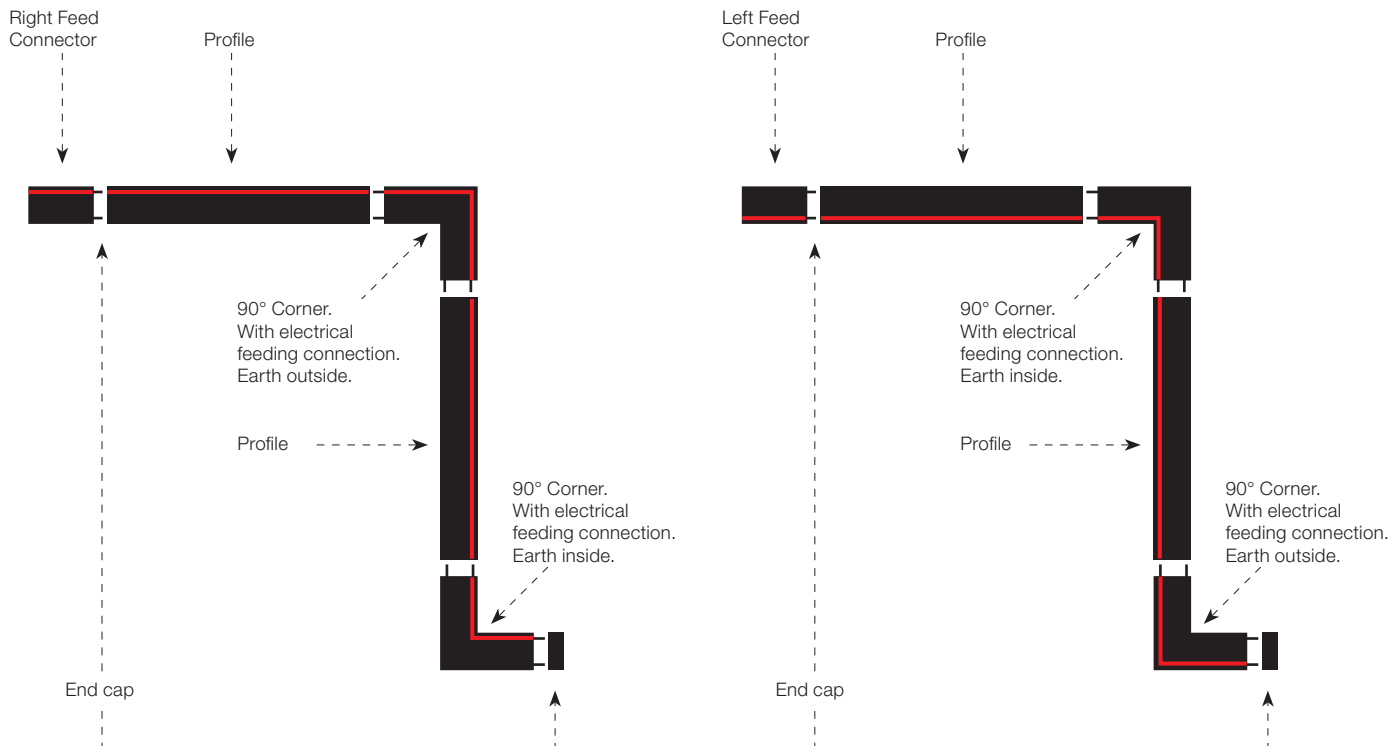 Right Feed
Connector
Profile
90° Corner.
With electrical
feeding connection.
Earth outside.
Profile
90° Corner.
With electrical
feeding connection.
Earth inside.
End cap
Left Feed
Connector
Profile
90° Corner.
With electrical
feeding connection.
Earth inside.
Profile
90° Corner.
With electrical
feeding connection.
Earth outside.
End cap